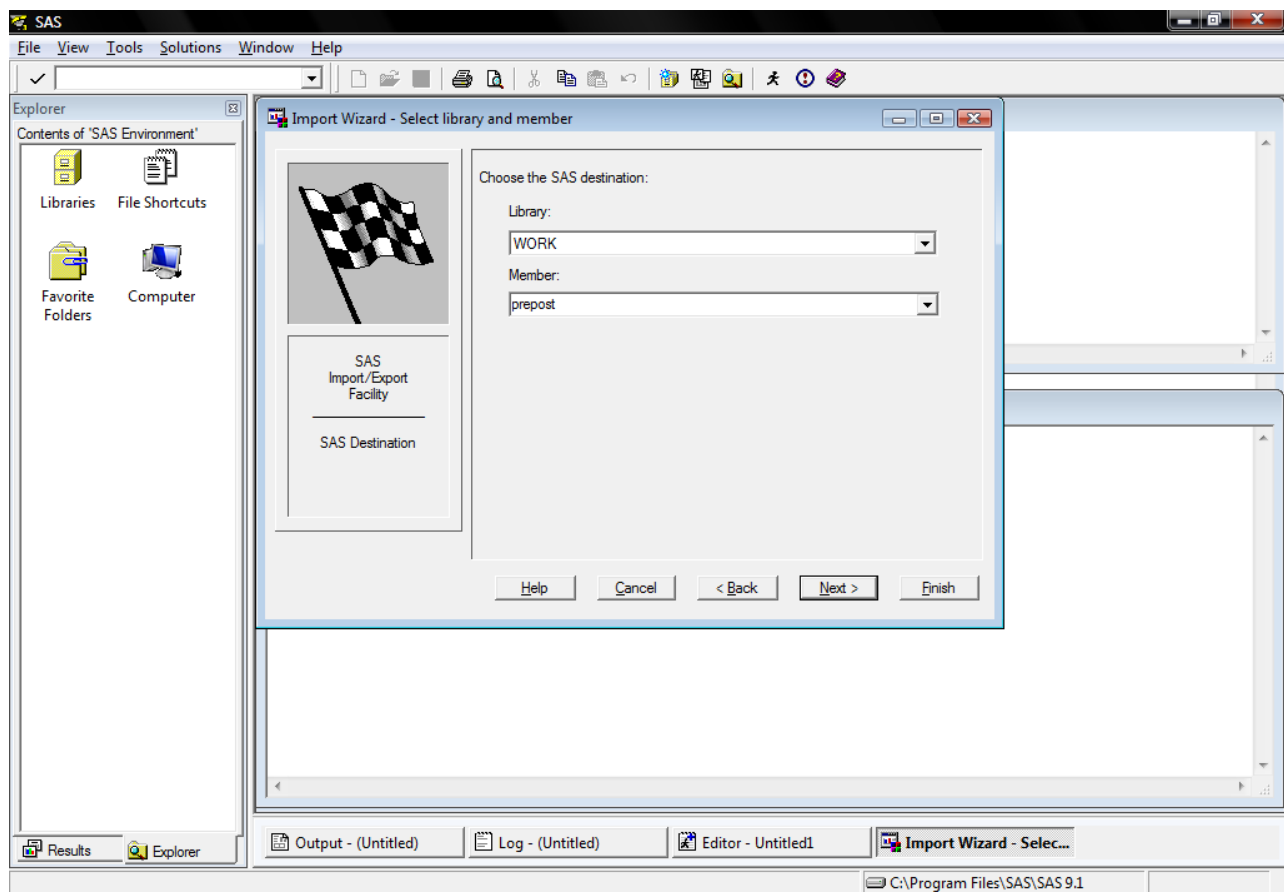 SAS
File View Tools Solutions Window Help
Explorer
Contents of 'SAS Environment'
Libraries
File Shortcuts
Favorite
Folders
Computer
Import Wizard - Select library and member
SAS
Import/Export
Facility
SAS Destination
Choose the SAS destination:
Library:
WORK
Member:
prepost
Help
Cancel
< Back
Next >
Finish
Results
Explorer
Output - (Untitled)
Log - (Untitled)
Editor - Untitled1
Import Wizard - Selec...
C:\Program Files\SAS\SAS 9.1